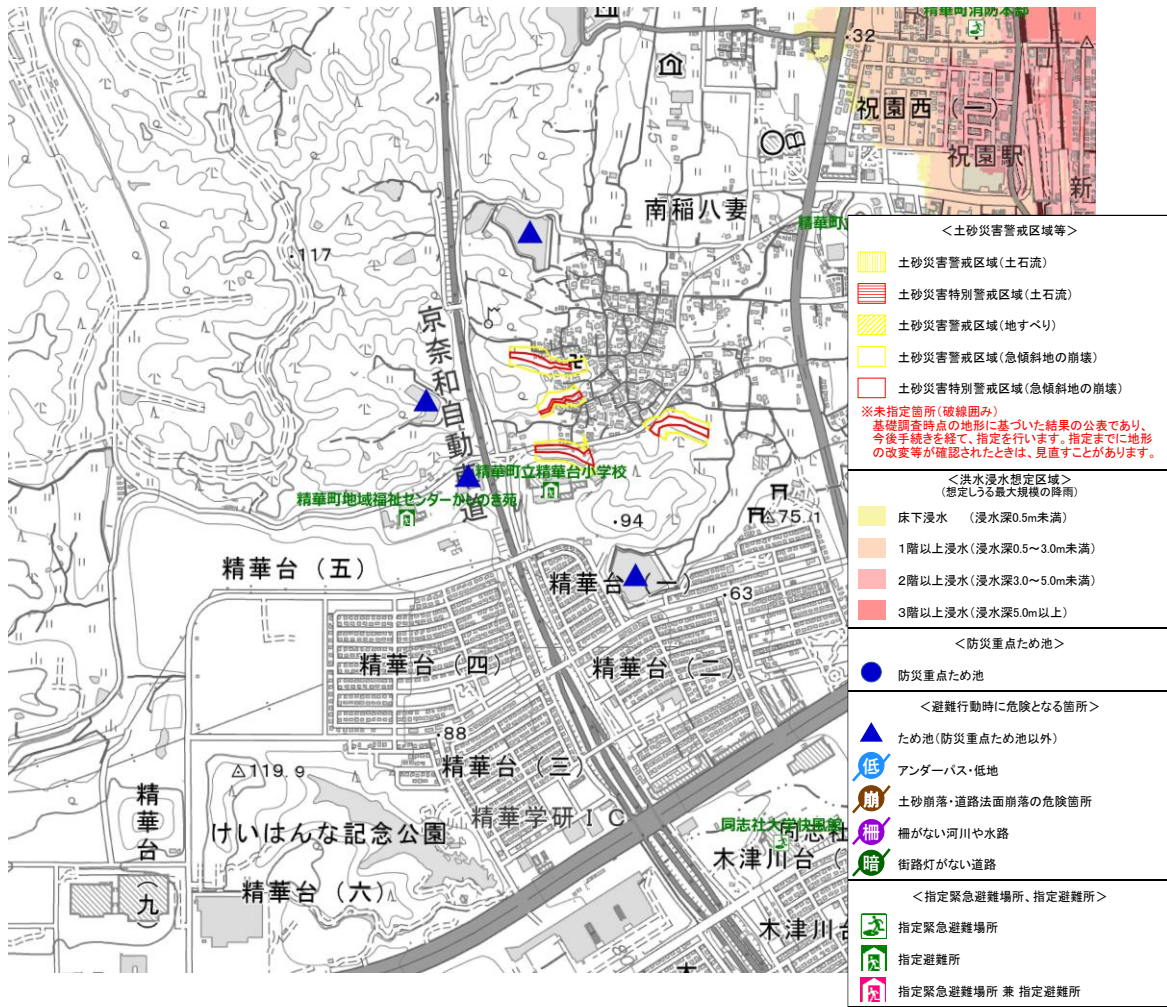 精華町消防本部
32
祝園西(一)
祝園駅
新
45
南稲八妻
精華町
117
京奈和自動車道
精華町立精華台小学校
精華町地域福祉センターかしのき苑
94
75.1
精華台(五)
精華台(一)
63
精華台(四)
精華台(二)
88
119.9
精華台(三)
精華台(九)
けいはんな記念公園
精華学研IC
同志社大学快風館
同志社
木津川台(
精華台(六)
木津川台
木
<土砂災害警戒区域等>
土砂災害警戒区域(土石流)
土砂災害特別警戒区域(土石流)
土砂災害警戒区域(地すべり)
土砂災害警戒区域(急傾斜地の崩壊)
土砂災害特別警戒区域(急傾斜地の崩壊)
※未指定箇所(破線囲み)
基礎調査時点の地形に基づいた結果の公表であり、
今後手続きを経て、指定を行います。指定までに地形
の改変等が確認されたときは、見直すことがあります。
<洪水浸水想定区域>
(想定しうる最大規模の降雨)
床下浸水 (浸水深0.5m未満)
1階以上浸水(浸水深0.5~3.0m未満)
2階以上浸水(浸水深3.0~5.0m未満)
3階以上浸水(浸水深5.0m以上)
<防災重点ため池>
防災重点ため池
<避難行動時に危険となる箇所>
ため池(防災重点ため池以外)
低 アンダーパス・低地
崩 土砂崩落・道路法面崩落の危険箇所
柵 柵がない河川や水路
暗 街路灯がない道路
<指定緊急避難場所、指定避難所>
指定緊急避難場所
指定避難所
指定緊急避難場所 兼 指定避難所